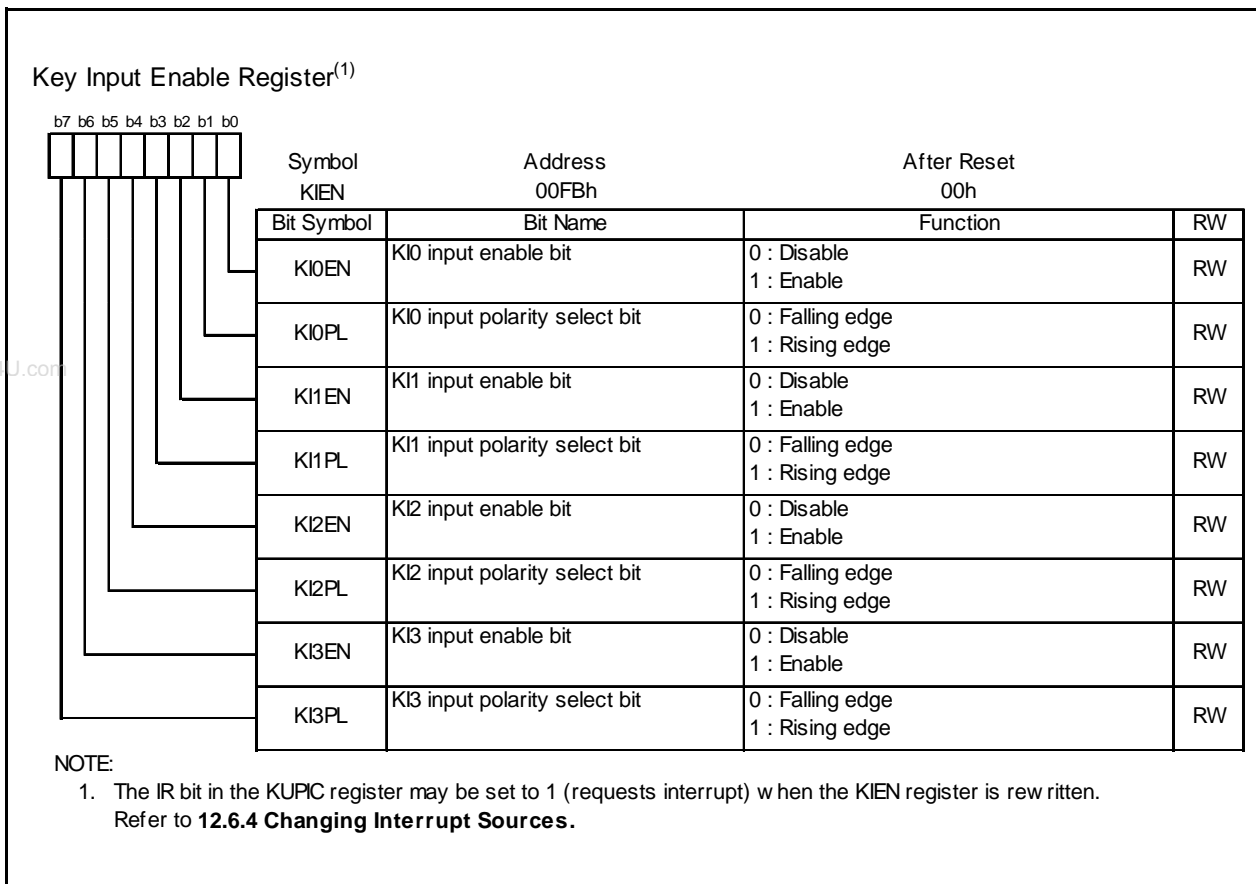 Key Input Enable Register(1)
b7 b6 b5 b4 b3 b2 b1 b0
Symbol Address After Reset
KIEN 00FBh 00h
Bit Symbol Bit Name Function RW
KI0EN KI0 input enable bit 0 : Disable RW
1 : Enable
KI0PL KI0 input polarity select bit 0 : Falling edge RW
1 : Rising edge
4U.com
KI1EN KI1 input enable bit 0 : Disable RW
1 : Enable
KI1PL KI1 input polarity select bit 0 : Falling edge RW
1 : Rising edge
KI2EN KI2 input enable bit 0 : Disable RW
1 : Enable
KI2PL KI2 input polarity select bit 0 : Falling edge RW
1 : Rising edge
KI3EN KI3 input enable bit 0 : Disable RW
1 : Enable
KI3PL KI3 input polarity select bit 0 : Falling edge RW
1 : Rising edge
NOTE:
1. The IR bit in the KUPIC register may be set to 1 (requests interrupt) when the KIEN register is rewritten.
Refer to 12.6.4 Changing Interrupt Sources.